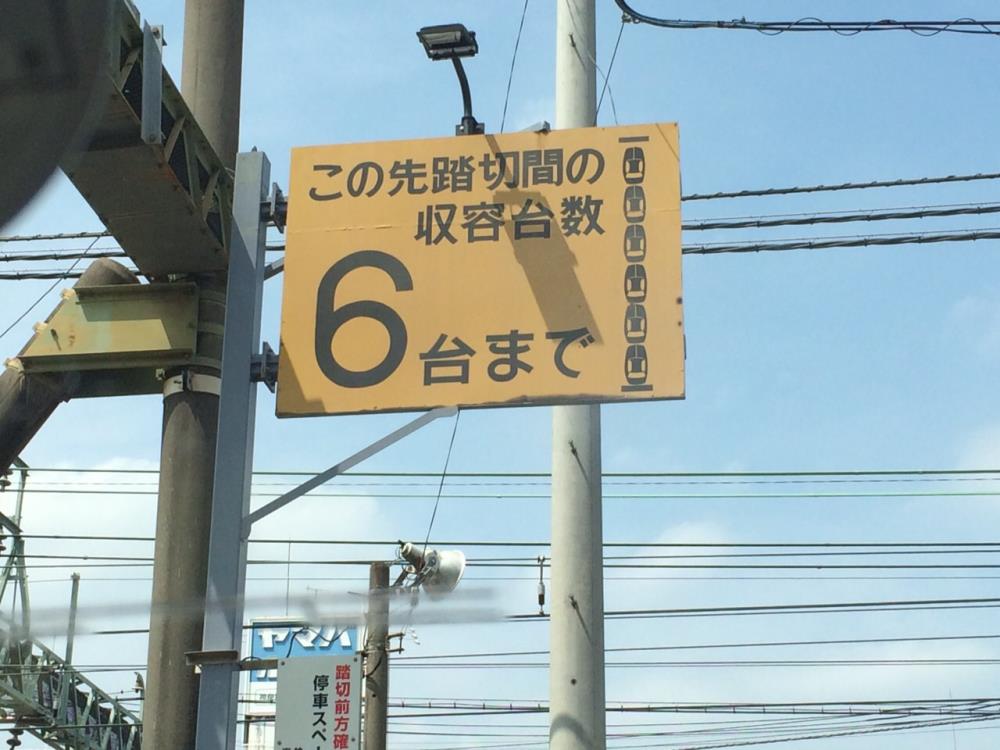 この先踏切間の
収容台数
6台まで
ヤマハ
踏切前方確
停車スペー